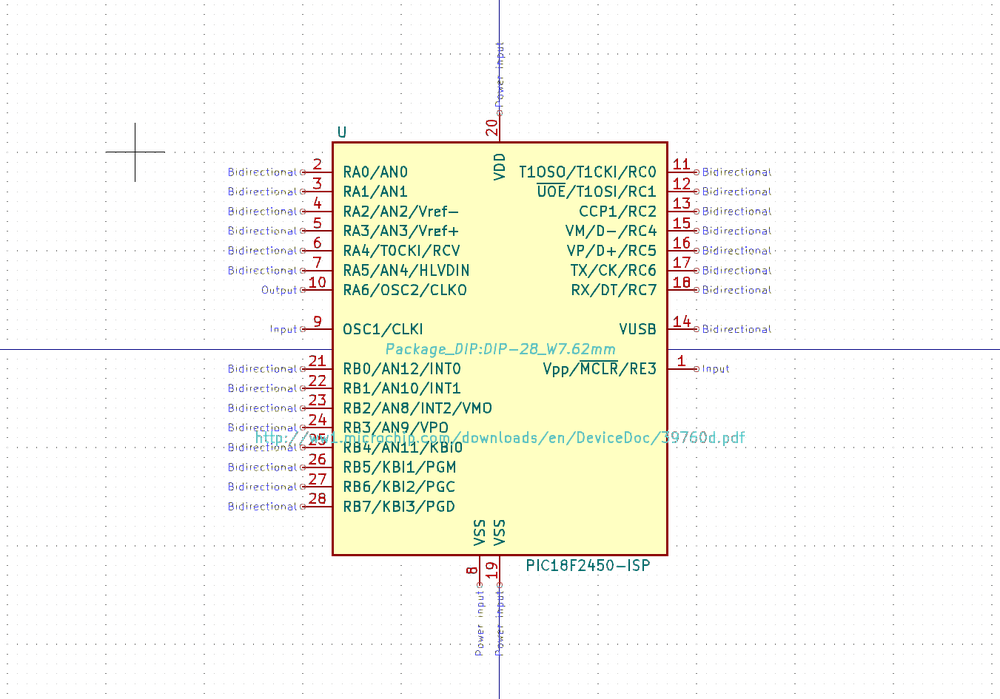 Power input
20
U
VDD
Bidirectional 2 RA0/AN0 T1OSO/T1CKI/RC0 11 Bidirectional
Bidirectional 3 RA1/AN1 UOE/T1OSI/RC1 12 Bidirectional
Bidirectional 4 RA2/AN2/Vref− CCP1/RC2 13 Bidirectional
Bidirectional 5 RA3/AN3/Vref+ VM/D−/RC4 15 Bidirectional
Bidirectional 6 RA4/T0CKI/RCV VP/D+/RC5 16 Bidirectional
Bidirectional 7 RA5/AN4/HLVDIN TX/CK/RC6 17 Bidirectional
Output 10 RA6/OSC2/CLKO RX/DT/RC7 18 Bidirectional
Input 9 OSC1/CLKI VUSB 14 Bidirectional
Package_DIP:DIP-28_W7.62mm
Bidirectional 21 RB0/AN12/INT0 Vpp/MCLR/RE3 1 Input
Bidirectional 22 RB1/AN10/INT1
Bidirectional 23 RB2/AN8/INT2/VMO
Bidirectional 24 RB3/AN9/VPO
http://ww1.microchip.com/downloads/en/DeviceDoc/39760d.pdf
Bidirectional 25 RB4/AN11/KBI0
Bidirectional 26 RB5/KBI1/PGM
Bidirectional 27 RB6/KBI2/PGC
Bidirectional 28 RB7/KBI3/PGD
VSS VSS
8 19
PIC18F2450-ISP
Power input Power input